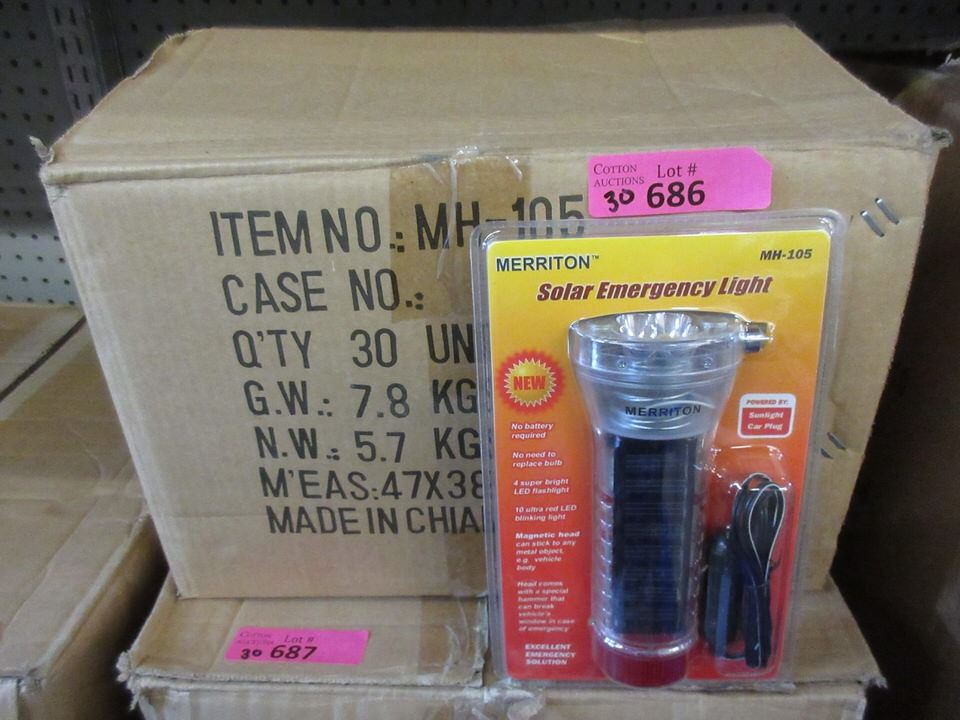 COTTON AUCTIONS Lot #
30 686
ITEM NO.: MH-105
CASE NO.:
Q'TY 30 UN
G.W.: 7.8 KG
N.W.: 5.7 KG
M'EAS:47X38
MADE IN CHIA
MERRITON™ MH-105
Solar Emergency Light
NEW
MERRITON
POWERED BY:
Sunlight
Car Plug
No battery
required
No need to
replace bulb
4 super bright
LED flashlight
10 ultra red LED
blinking light
Magnetic head
can stick to any
metal object,
e.g. vehicle
body
Head comes
with a special
hammer that
can break
vehicle's
window in case
of emergency
EXCELLENT
EMERGENCY
SOLUTION
COTTON AUCTIONS Lot #
30 687